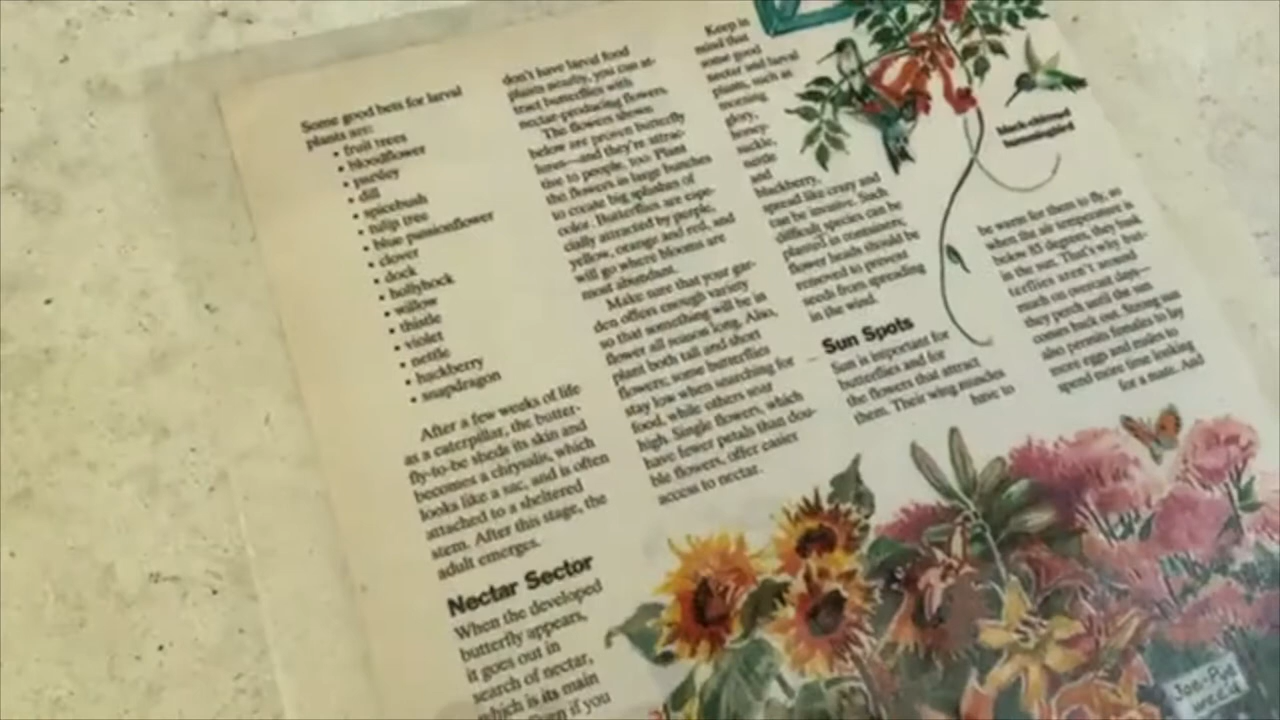 Some good bets for larval
plants are:
• fruit trees
• bloodflower
• parsley
• dill
• spicebush
• tulip tree
• blue passionflower
• clover
• dock
• hollyhock
• willow
• thistle
• violet
• nettle
• hackberry
• snapdragon
After a few weeks of life
as a caterpillar, the butter-
fly-to-be sheds its skin and
becomes a chrysalis, which
looks like a sac, and is often
attached to a sheltered
stem. After this stage, the
adult emerges.
Nectar Sector
When the developed
butterfly appears,
it goes out in
search of nectar,
which is its main
if you
don't have larval food
plants nearby, you can at-
tract butterflies with
nectar-producing flowers.
The flowers shown
below are proven butterfly
lures—and they're attrac-
tive to people, too. Plant
the flowers in large bunches
to create big splashes of
color. Butterflies are espe-
cially attracted by purple,
yellow, orange and red, and
will go where blooms are
most abundant.
Make sure that your gar-
den offers enough variety
so that something will be in
flower all season long. Also,
plant both tall and short
flowers; some butterflies
stay low when searching for
food, while others soar
high. Single flowers, which
have fewer petals than dou-
ble flowers, offer easier
access to nectar.
Keep in
mind that
some good
nectar and larval
plants, such as
morning
glory,
honey-
suckle,
nettle
and
blackberry,
spread like crazy and
can be invasive. Such
difficult species can be
planted in containers,
flower heads should be
removed to prevent
seeds from spreading
in the wind.
Sun Spots
Sun is important for
butterflies and for
the flowers that attract
them. Their wing muscles
have to
black-chinned
hummingbird
be warm for them to fly, so
when the air temperature is
below 85 degrees, they bask
in the sun. That's why but-
terflies aren't around
much on overcast days—
they perch until the sun
comes back out. Strong sun
also permits females to lay
more eggs and males to
spend more time looking
for a mate. And
Joe-Pye
weed